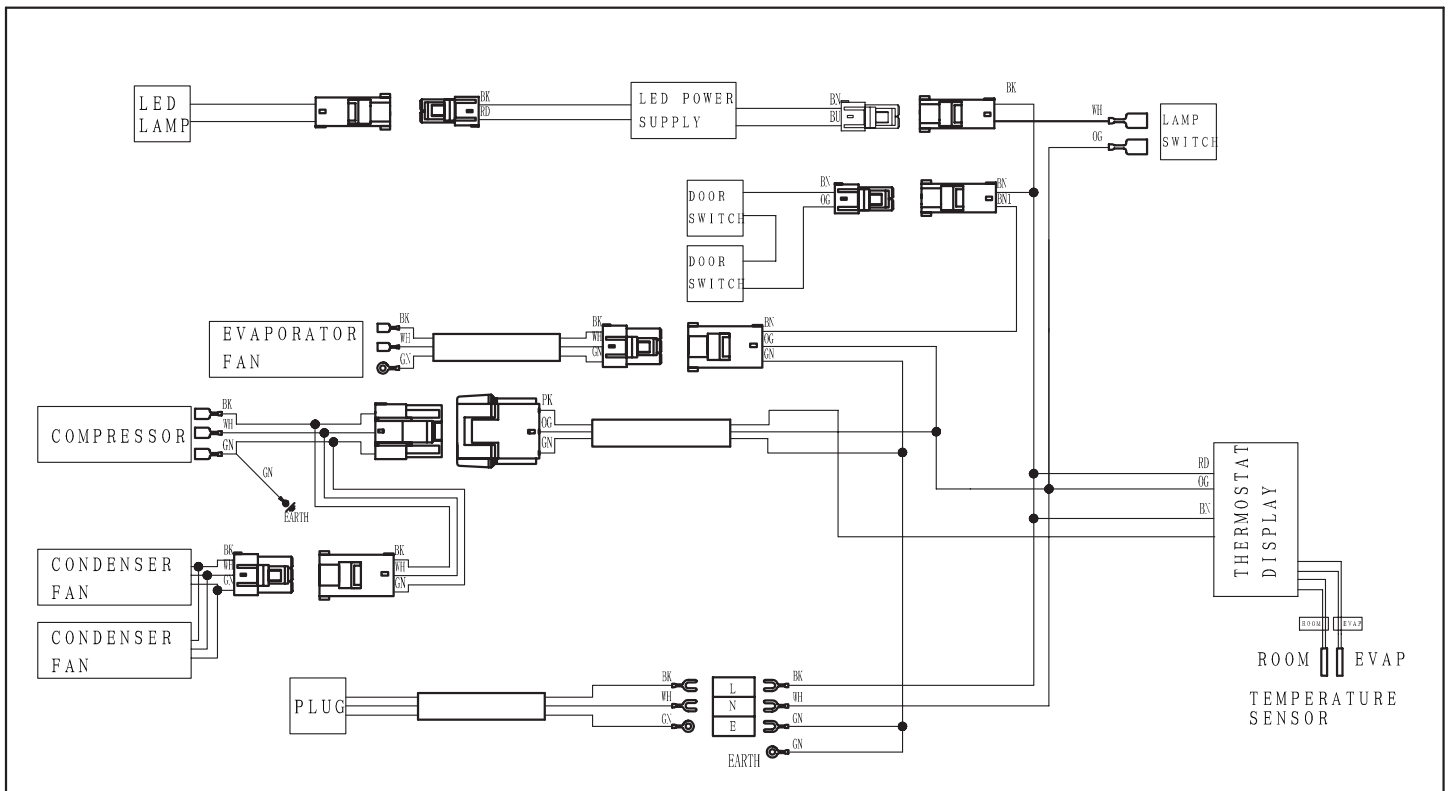 LED
LAMP
BK
RD
LED POWER
SUPPLY
BN
BU
BK
WH
OG
LAMP
SWITCH
DOOR
SWITCH
BN
OG
BN
BN1
DOOR
SWITCH
EVAPORATOR
FAN
BK
WH
GN
BK
WH
GN
BN
OG
GN
COMPRESSOR
BK
WH
GN
GN
EARTH
PK
OG
GN
RD
OG
BN
THERMOSTAT
DISPLAY
CONDENSER
FAN
BK
WH
GN
BK
WH
GN
CONDENSER
FAN
ROOM
EVAP
ROOM
EVAP
TEMPERATURE
SENSOR
PLUG
BK
WH
GN
L
N
E
BK
WH
GN
EARTH
GN